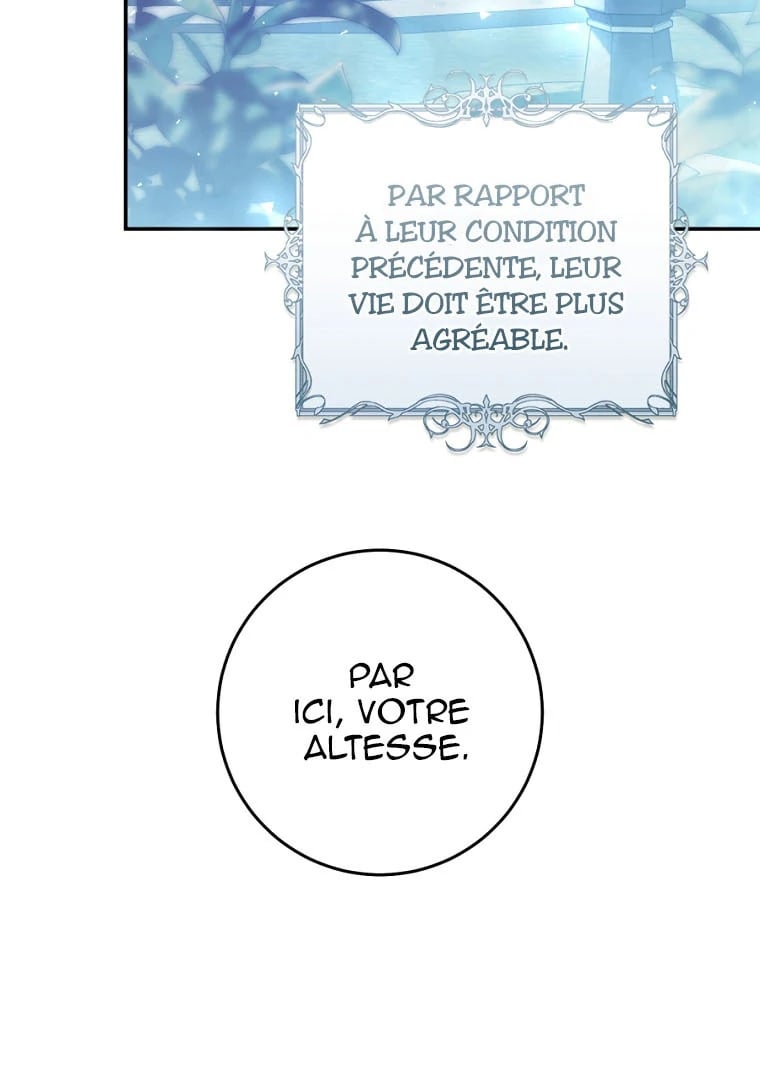 PAR RAPPORT
À LEUR CONDITION
PRÉCÉDENTE, LEUR
VIE DOIT ÊTRE PLUS
AGRÉABLE.
PAR
ICI, VOTRE
ALTESSE.